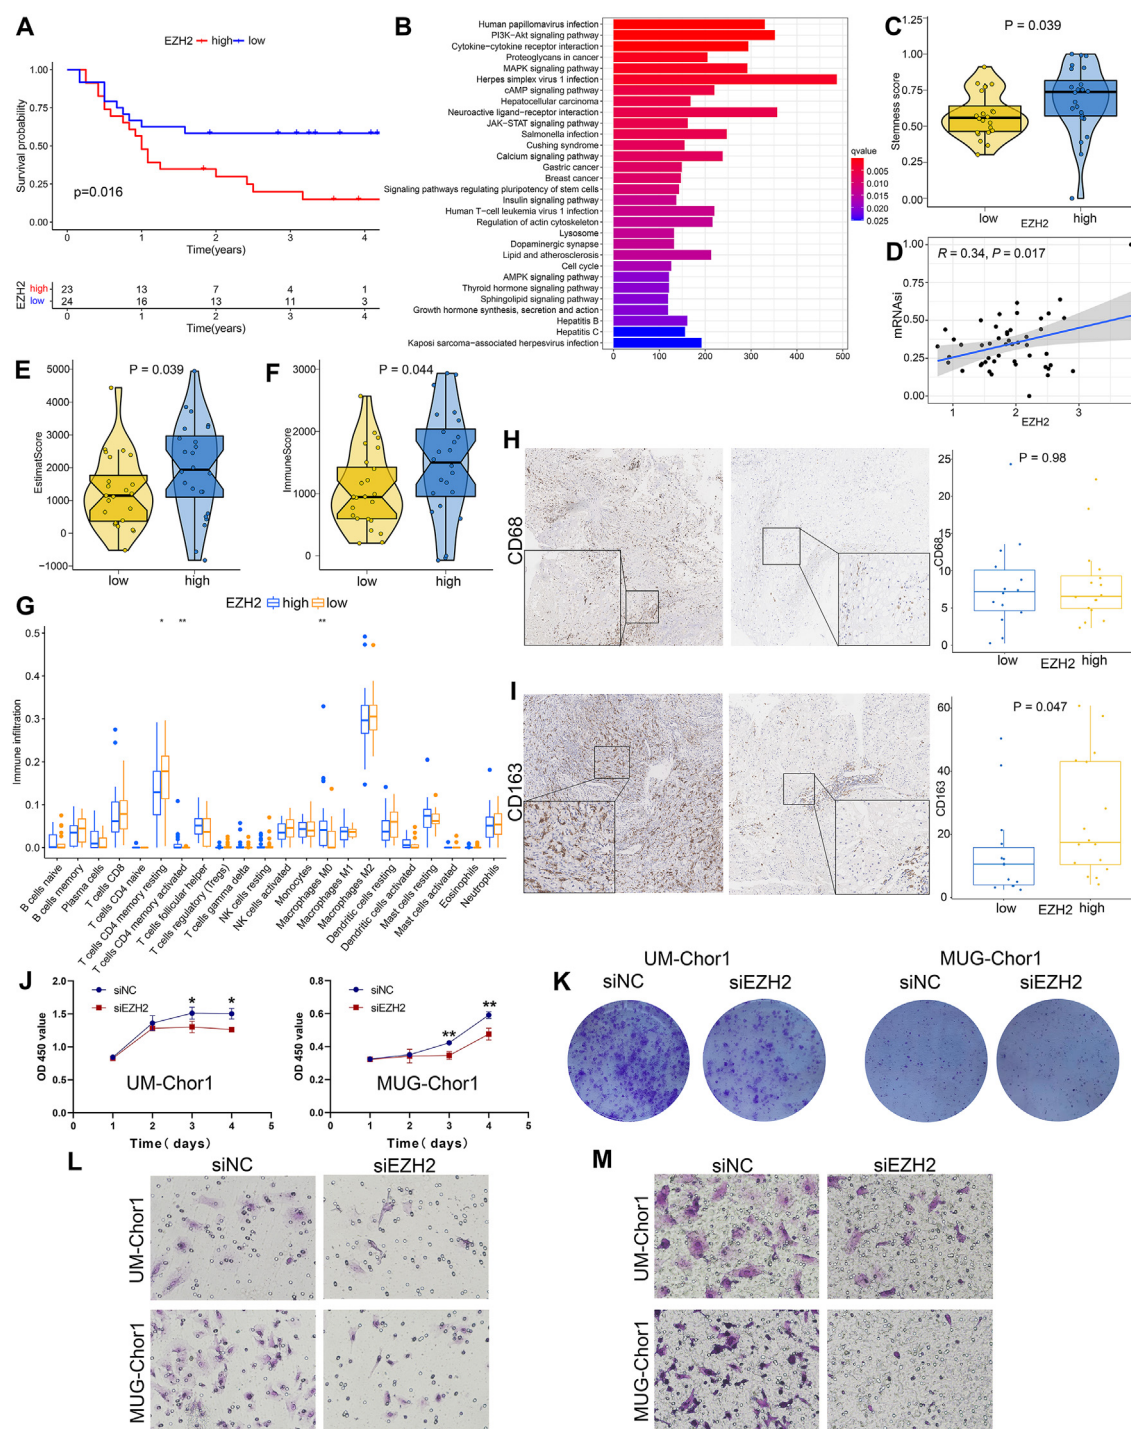 A
EZH2 high low
1.00
0.75
0.50
0.25
0.00
Survival probability
p=0.016
0 1 2 3 4
Time(years)
EZH2
high 23 13 7 4 1
low 24 16 13 11 3
0 1 2 3 4
Time(years)
B
Human papillomavirus infection
PI3K−Akt signaling pathway
Cytokine−cytokine receptor interaction
Proteoglycans in cancer
MAPK signaling pathway
Herpes simplex virus 1 infection
cAMP signaling pathway
Hepatocellular carcinoma
Neuroactive ligand−receptor interaction
JAK−STAT signaling pathway
Salmonella infection
Cushing syndrome
Calcium signaling pathway
Gastric cancer
Breast cancer
Signaling pathways regulating pluripotency of stem cells
Insulin signaling pathway
Human T−cell leukemia virus 1 infection
Regulation of actin cytoskeleton
Lysosome
Dopaminergic synapse
Lipid and atherosclerosis
Cell cycle
AMPK signaling pathway
Thyroid hormone signaling pathway
Sphingolipid signaling pathway
Growth hormone synthesis, secretion and action
Hepatitis B
Hepatitis C
Kaposi sarcoma−associated herpesvirus infection
0 100 200 300 400 500
qvalue
0.005
0.010
0.015
0.020
0.025
C
P = 0.039
1.25
1.00
0.75
0.50
0.25
0.00
Stemness score
low high
EZH2
D
R = 0.34, P = 0.017
1.00
0.75
0.50
0.25
0.00
mRNAsi
1 2 3
EZH2
E
P = 0.039
5000
4000
3000
2000
1000
0
−1000
EstimatScore
low high
F
P = 0.044
3000
2000
1000
0
ImmuneScore
low high
G
EZH2 high low
* ** **
0.5
0.4
0.3
0.2
0.1
0.0
Immune infiltration
B cells naive
B cells memory
Plasma cells
T cells CD8
T cells CD4 naive
T cells CD4 memory resting
T cells CD4 memory activated
T cells follicular helper
T cells regulatory (Tregs)
T cells gamma delta
NK cells resting
NK cells activated
Monocytes
Macrophages M0
Macrophages M1
Macrophages M2
Dendritic cells resting
Dendritic cells activated
Mast cells resting
Mast cells activated
Eosinophils
Neutrophils
H
CD68
P = 0.98
25
20
15
10
5
0
CD68
low EZH2 high
I
CD163
P = 0.047
60
40
20
0
CD163
low EZH2 high
J
siNC
siEZH2
2.0
1.5
1.0
0.5
0.0
OD 450 value
* *
UM-Chor1
0 1 2 3 4 5
Time( days)
siNC
siEZH2
0.8
0.6
0.4
0.2
0.0
OD 450 value
** **
MUG-Chor1
0 1 2 3 4 5
Time( days)
K
UM-Chor1 MUG-Chor1
siNC siEZH2 siNC siEZH2
L
siNC siEZH2
UM-Chor1
MUG-Chor1
M
siNC siEZH2
UM-Chor1
MUG-Chor1